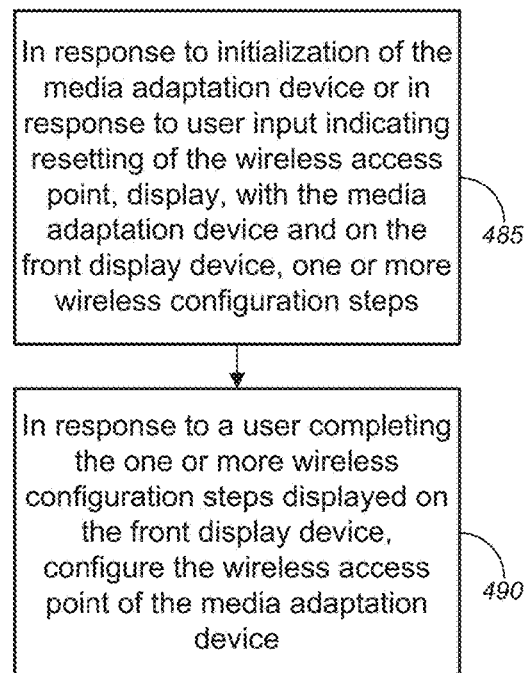 In response to initialization of the
media adaptation device or in
response to user input indicating
resetting of the wireless access
point, display, with the media
adaptation device and on the
front display device, one or more
wireless configuration steps
485
In response to a user completing
the one or more wireless
configuration steps displayed on
the front display device,
configure the wireless access
point of the media adaptation
device
490